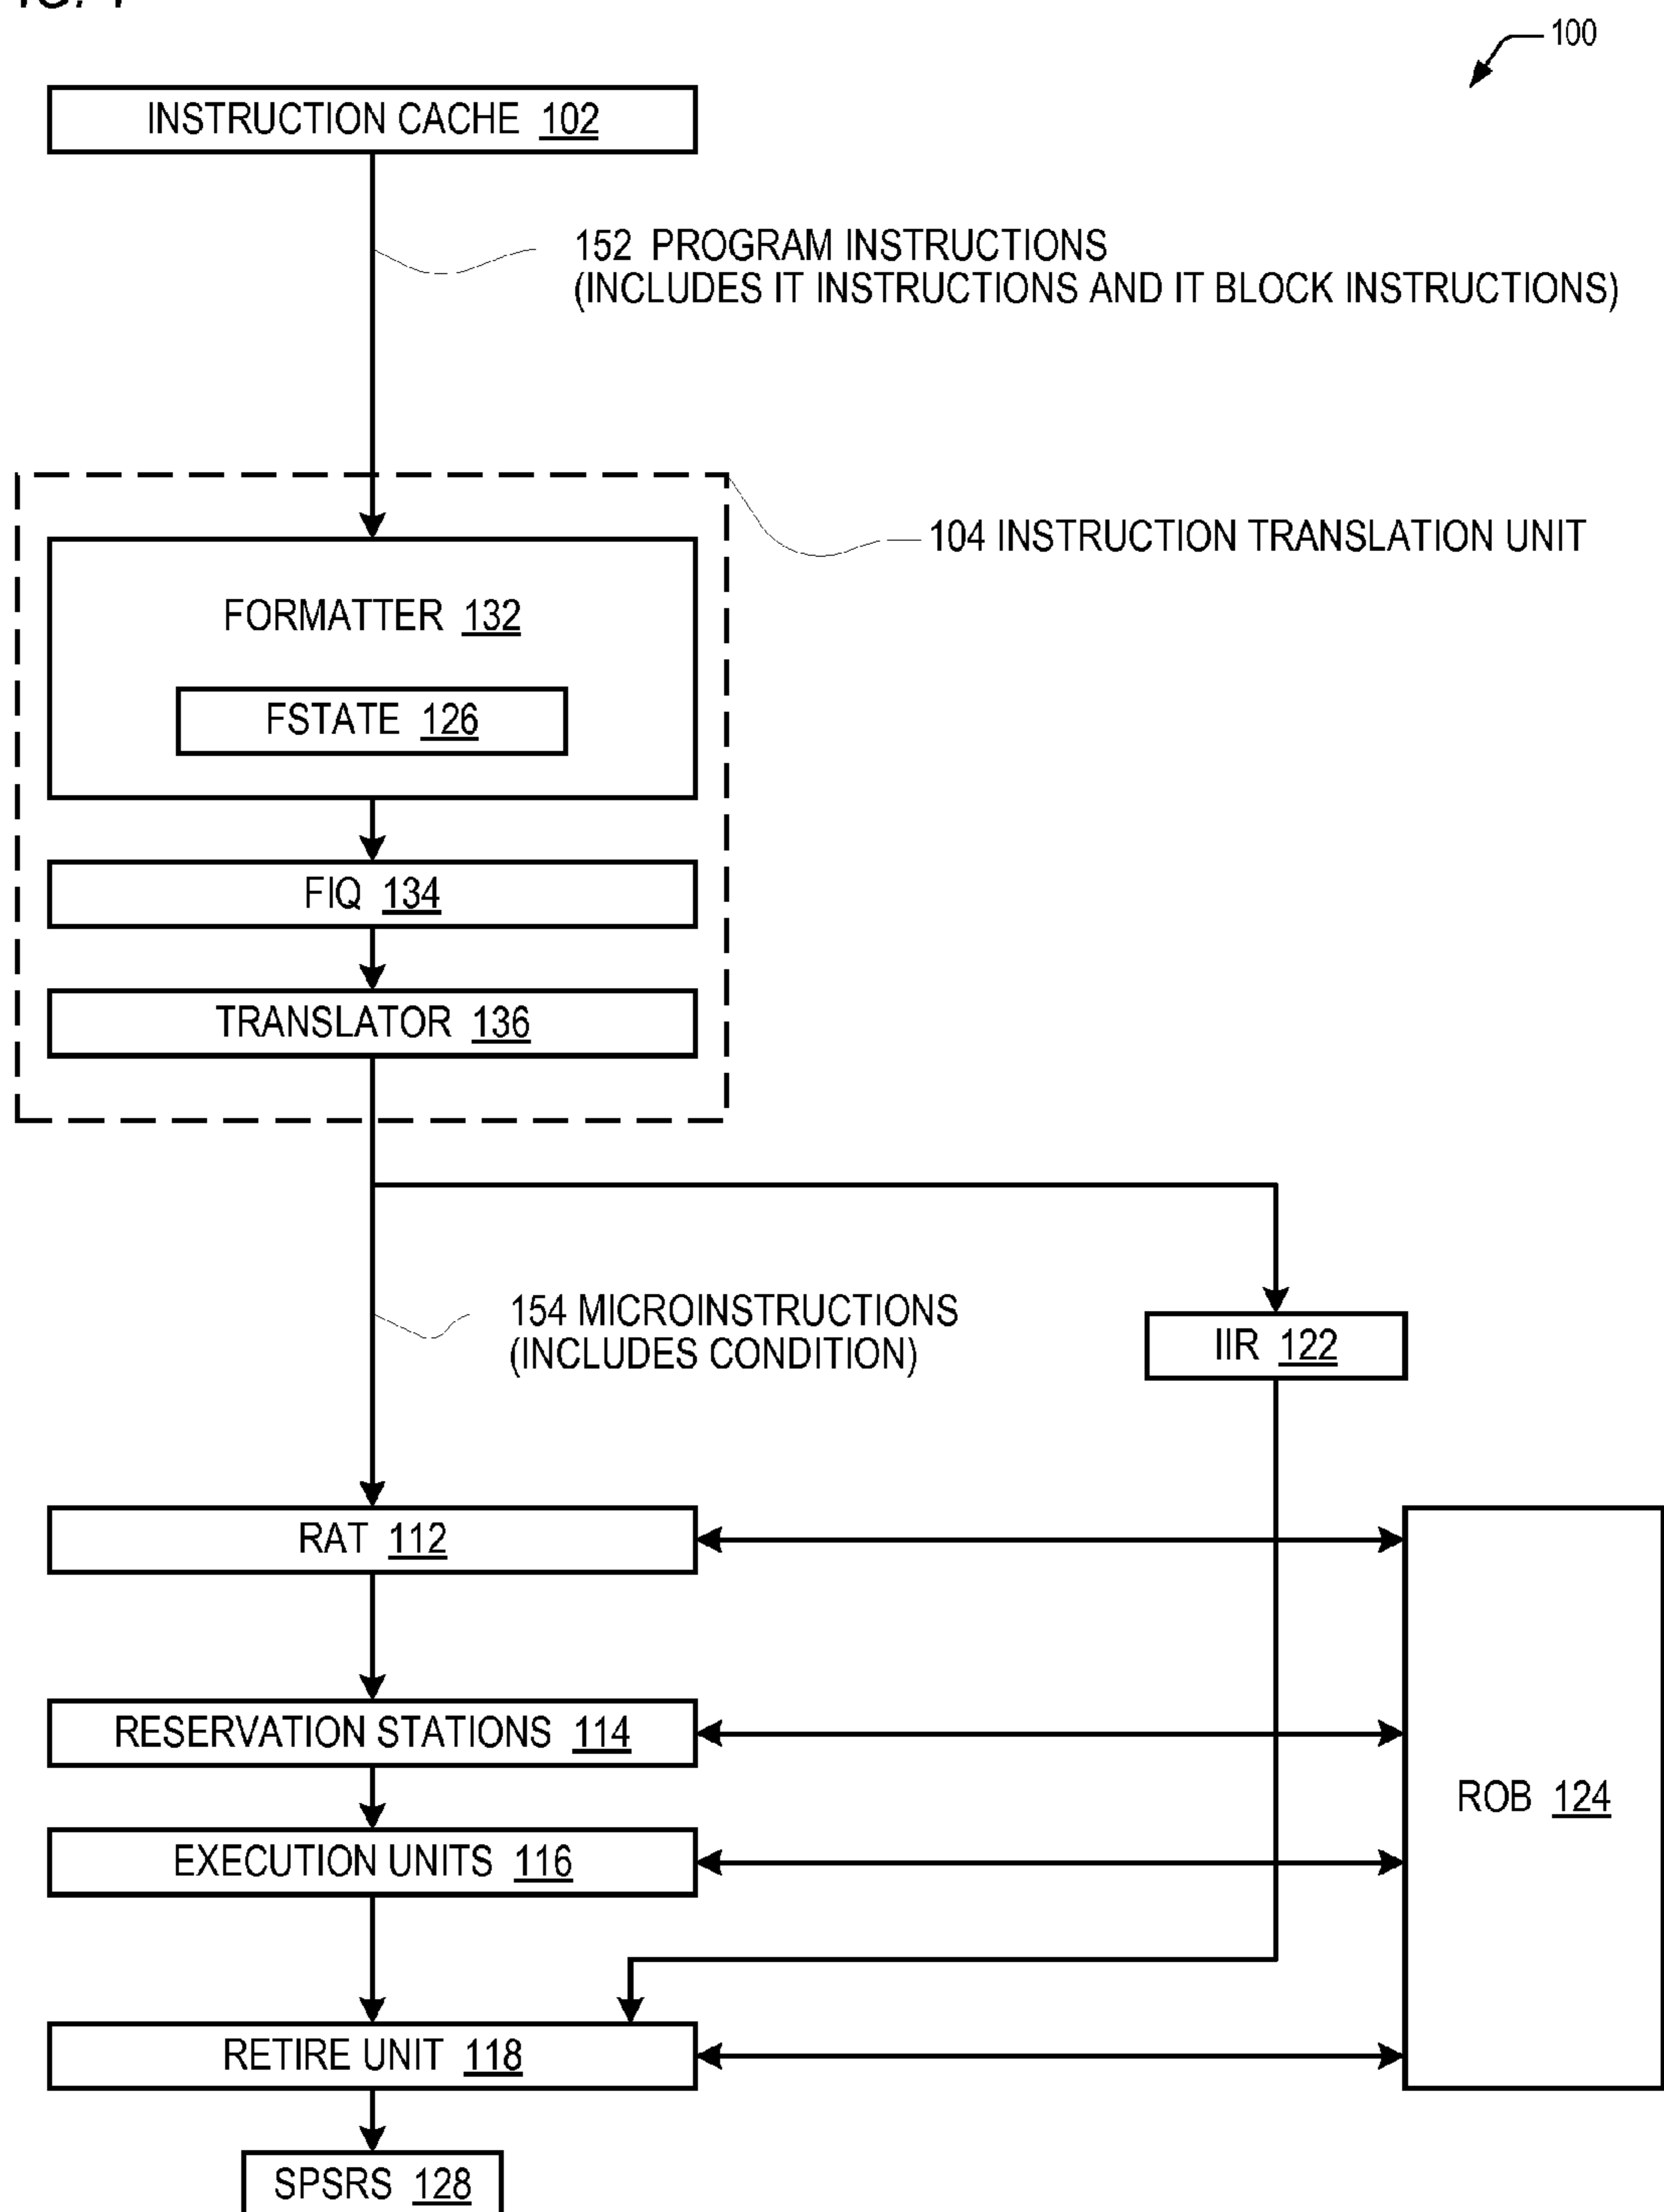 100
INSTRUCTION CACHE 102
152 PROGRAM INSTRUCTIONS
(INCLUDES IT INSTRUCTIONS AND IT BLOCK INSTRUCTIONS)
104 INSTRUCTION TRANSLATION UNIT
FORMATTER 132
FSTATE 126
FIQ 134
TRANSLATOR 136
154 MICROINSTRUCTIONS
(INCLUDES CONDITION)
IIR 122
RAT 112
RESERVATION STATIONS 114
ROB 124
EXECUTION UNITS 116
RETIRE UNIT 118
SPSRS 128